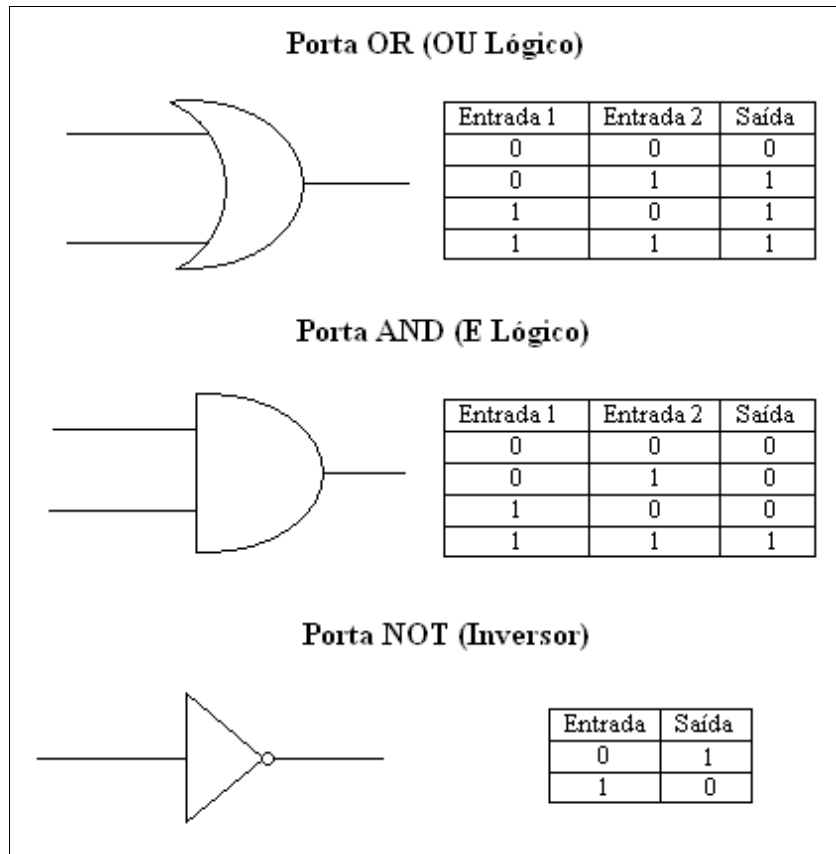 Porta OR (OU Lógico)
Entrada 1 Entrada 2 Saída
0 0 0
0 1 1
1 0 1
1 1 1
Porta AND (E Lógico)
Entrada 1 Entrada 2 Saída
0 0 0
0 1 0
1 0 0
1 1 1
Porta NOT (Inversor)
Entrada Saída
0 1
1 0